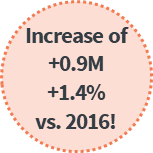 Increase of
+0.9M
+1.4%
vs. 2016!